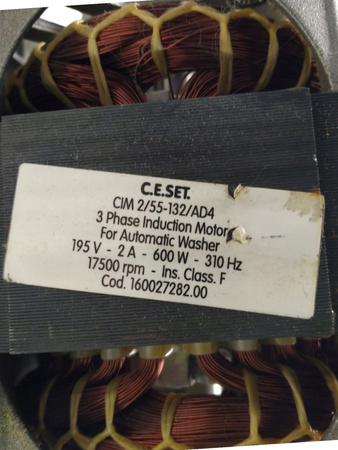 C.E.SET.
CIM 2/55-132/AD4
3 Phase Induction Motor
For Automatic Washer
195 V - 2 A - 600 W - 310 Hz
17500 rpm - Ins. Class. F
Cod. 160027282.00